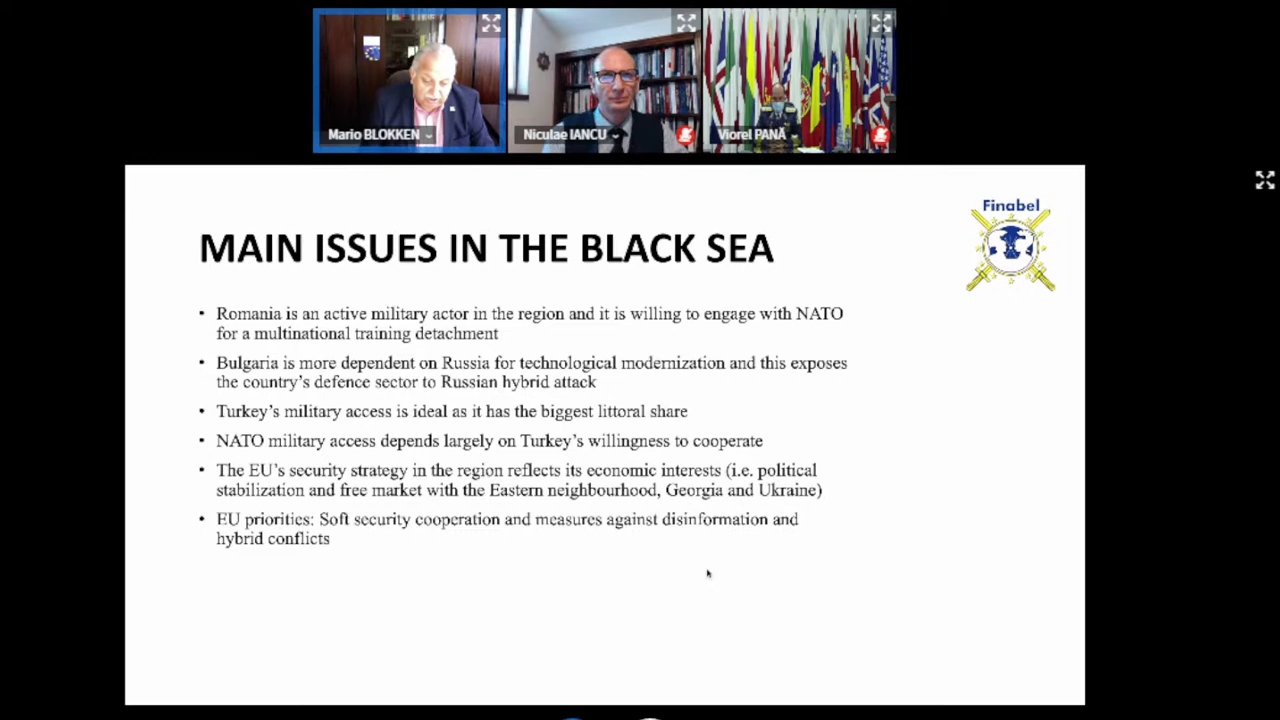 Mario BLOKKEN
Niculae IANCU
Viorel PANĂ
Finabel
MAIN ISSUES IN THE BLACK SEA
• Romania is an active military actor in the region and it is willing to engage with NATO
for a multinational training detachment
• Bulgaria is more dependent on Russia for technological modernization and this exposes
the country’s defence sector to Russian hybrid attack
• Turkey’s military access is ideal as it has the biggest littoral share
• NATO military access depends largely on Turkey’s willingness to cooperate
• The EU’s security strategy in the region reflects its economic interests (i.e. political
stabilization and free market with the Eastern neighbourhood, Georgia and Ukraine)
• EU priorities: Soft security cooperation and measures against disinformation and
hybrid conflicts